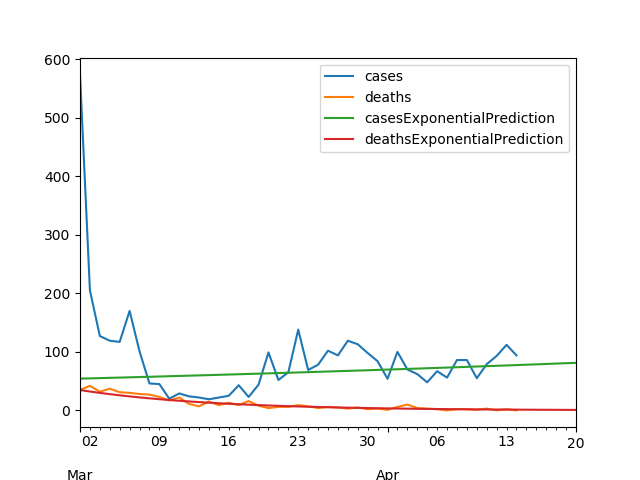 600
500
400
300
200
100
0
cases
deaths
casesExponentialPrediction
deathsExponentialPrediction
02 09 16 23 30 06 13 20
Mar Apr